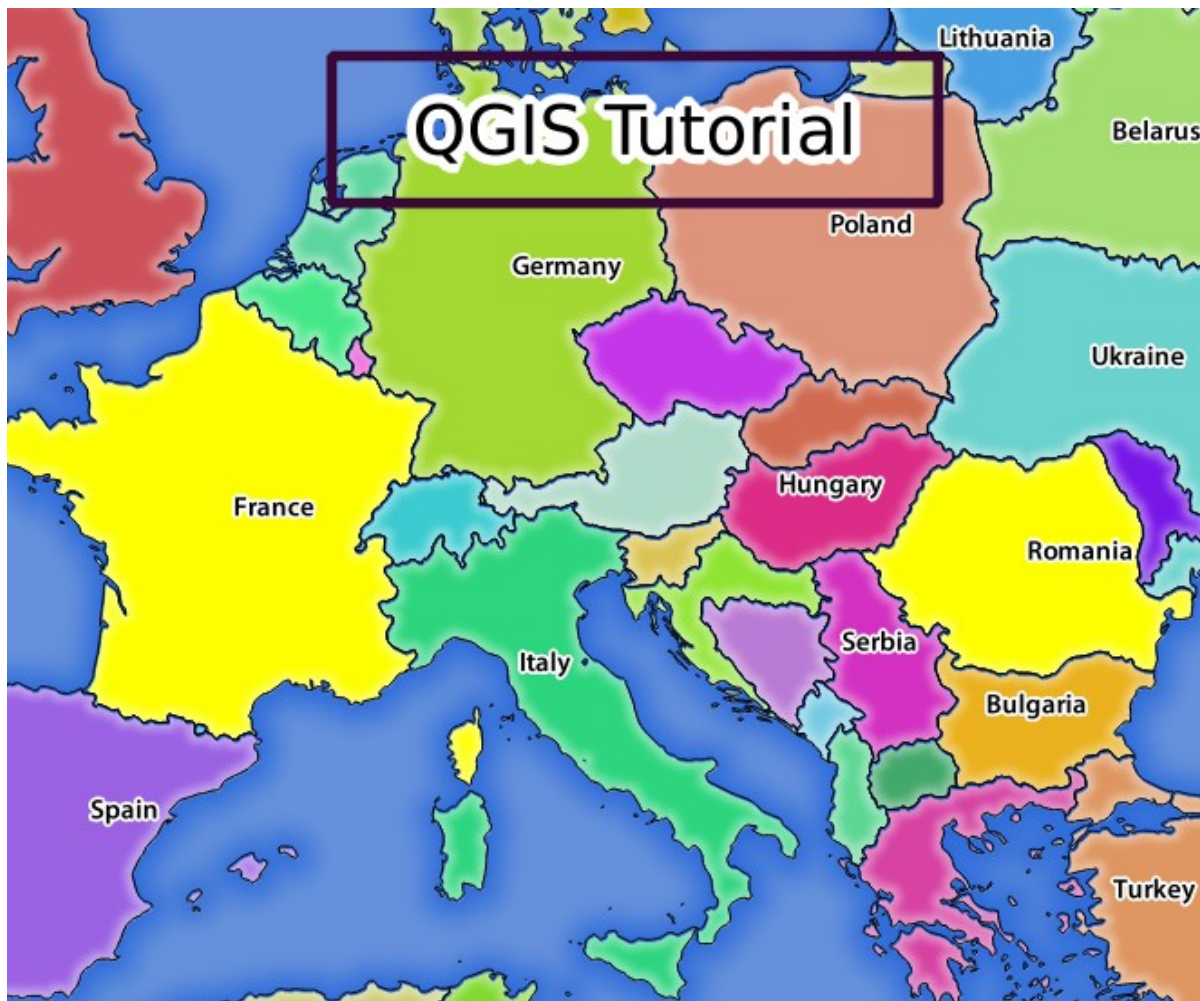 Lithuania
QGIS Tutorial
Belarus
Poland
Germany
Ukraine
Hungary
France
Romania
Serbia
Italy
Bulgaria
Spain
Turkey